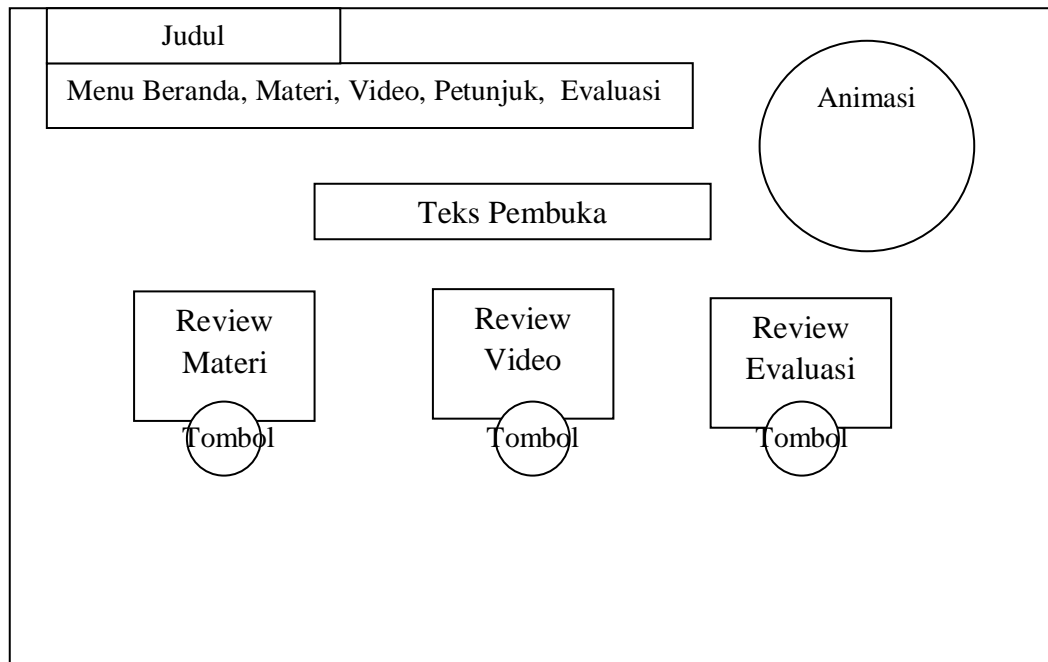 Judul
Menu Beranda, Materi, Video, Petunjuk, Evaluasi
Animasi
Teks Pembuka
Review
Materi
Tombol
Review
Video
Tombol
Review
Evaluasi
Tombol